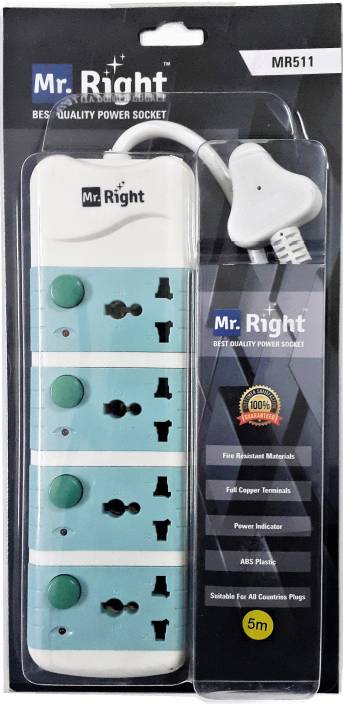 Mr. Right™
MR511
BEST QUALITY POWER SOCKET
Mr. Right
Mr. Right
BEST QUALITY POWER SOCKET
100%
GUARANTEED
Fire Resistant Materials
Full Copper Terminals
Power Indicator
ABS Plastic
Suitable For All Countries Plugs
5m